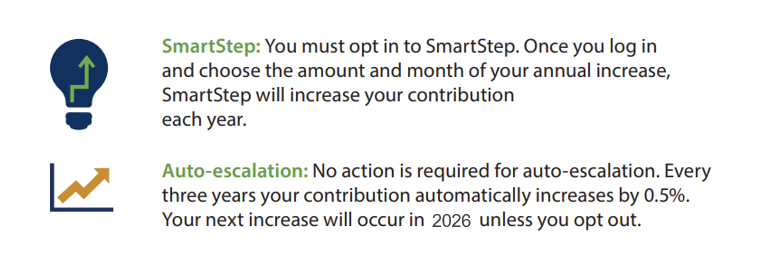 SmartStep: You must opt in to SmartStep. Once you log in
and choose the amount and month of your annual increase,
SmartStep will increase your contribution
each year.
Auto-escalation: No action is required for auto-escalation. Every
three years your contribution automatically increases by 0.5%.
Your next increase will occur in 2026 unless you opt out.